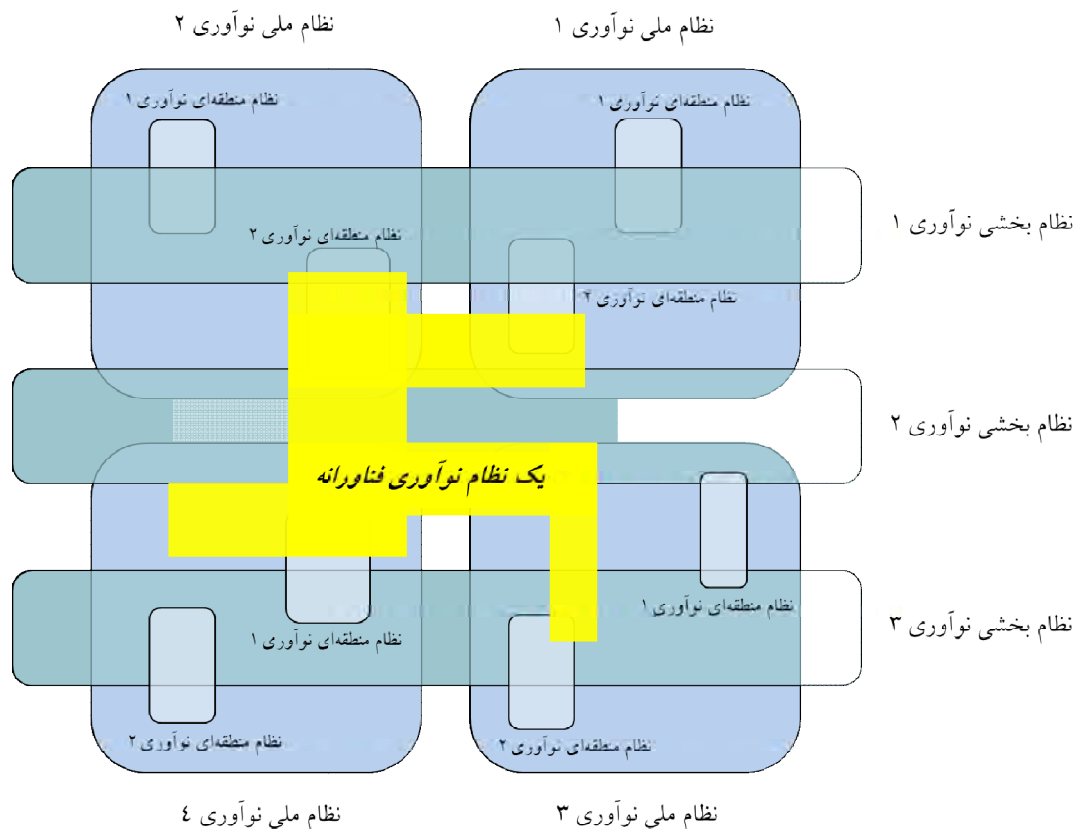 نظام ملی نوآوری ۱
نظام ملی نوآوری ۲
نظام منطقه‌ای نوآوری ۱
نظام منطقه‌ای نوآوری ۱
نظام بخشی نوآوری ۱
نظام منطقه‌ای نوآوری ۲
نظام منطقه‌ای نوآوری ۲
نظام بخشی نوآوری ۲
یک نظام نوآوری فناورانه
نظام منطقه‌ای نوآوری ۱
نظام بخشی نوآوری ۳
نظام منطقه‌ای نوآوری ۱
نظام منطقه‌ای نوآوری ۲
نظام منطقه‌ای نوآوری ۲
نظام ملی نوآوری ۳
نظام ملی نوآوری ٤